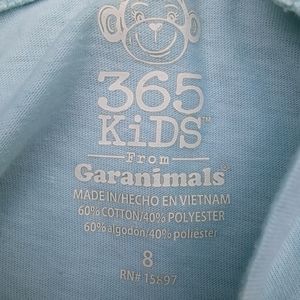 365
KiDS™
From
Garanimals®
MADE IN/HECHO EN VIETNAM
60% COTTON/40% POLYESTER
60% algodón/40% poliéster
8
RN# 15897